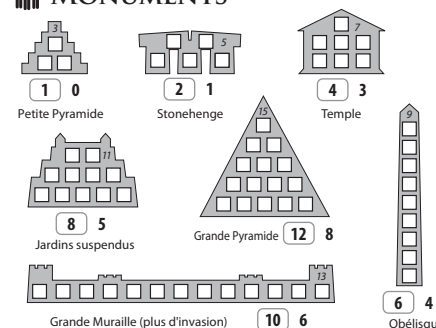 MONUMENTS
3
1 0
Petite Pyramide
5
2 1
Stonehenge
7
4 3
Temple
11
8 5
Jardins suspendus
15
Grande Pyramide 12 8
9
6 4
Obélisqu
13
Grande Muraille (plus d'invasion) 10 6